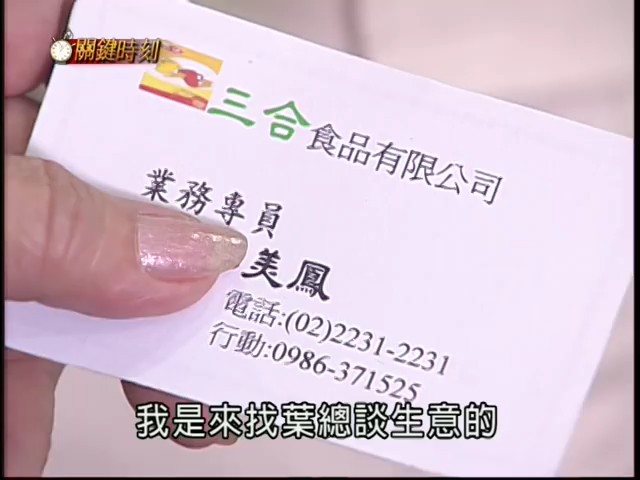 關鍵時刻
三合食品有限公司
業務專員
美鳳
電話:(02)2231-2231
行動:0986-371525
我是來找葉總談生意的